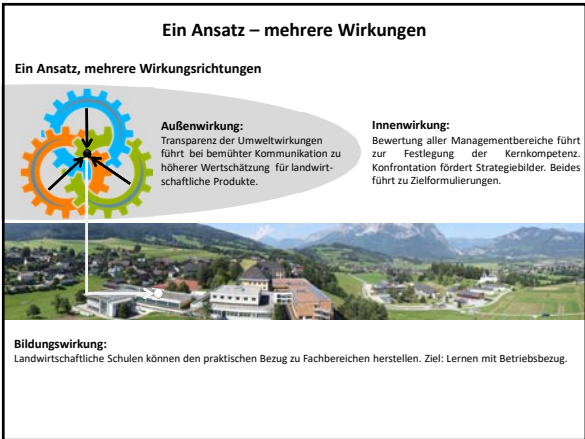 Ein Ansatz – mehrere Wirkungen
Ein Ansatz, mehrere Wirkungsrichtungen
Außenwirkung:
Transparenz der Umweltwirkungen
führt bei bemühter Kommunikation zu
höherer Wertschätzung für landwirt-
schaftliche Produkte.
Innenwirkung:
Bewertung aller Managementbereiche führt
zur Festlegung der Kernkompetenz.
Konfrontation fördert Strategiebilder. Beides
führt zu Zielformulierungen.
Bildungswirkung:
Landwirtschaftliche Schulen können den praktischen Bezug zu Fachbereichen herstellen. Ziel: Lernen mit Betriebsbezug.